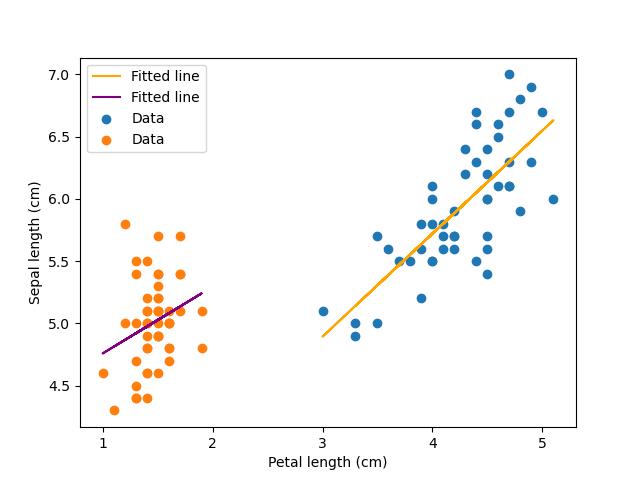 7.0
6.5
6.0
5.5
5.0
4.5
Sepal length (cm)
Fitted line
Fitted line
Data
Data
1
2
3
4
5
Petal length (cm)